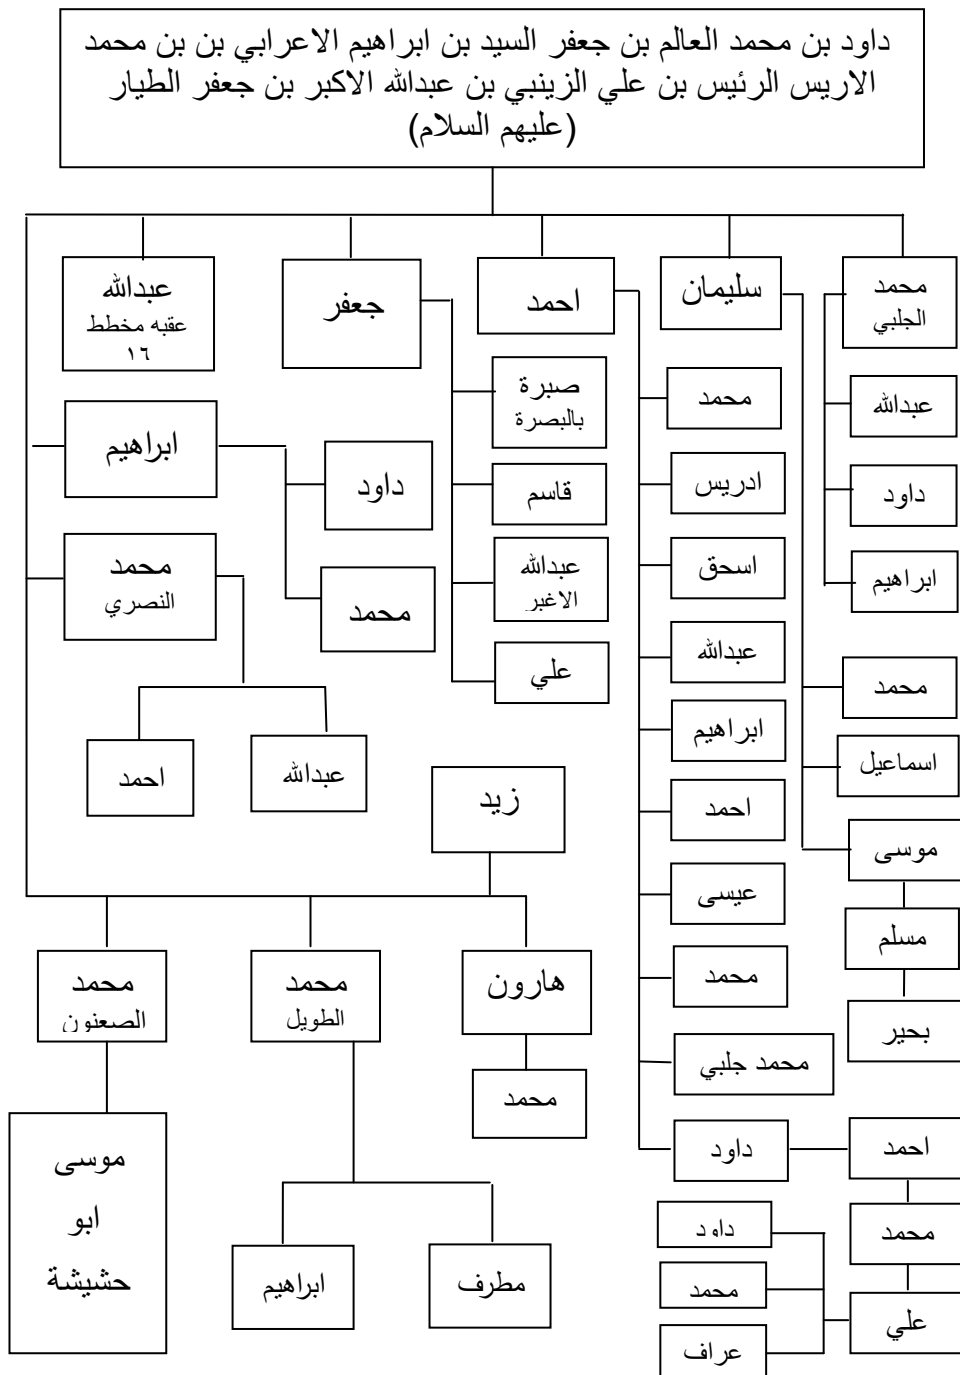 داود بن محمد العالم بن جعفر السيد بن ابراهيم الاعرابي بن بن محمد
الاريس الرئيس بن علي الزينبي بن عبدالله الاكبر بن جعفر الطيار
(عليهم السلام)
محمد
الجلبي
عبدالله
داود
ابراهيم
سليمان
محمد
اسماعيل
موسى
مسلم
بحير
احمد
محمد
ادريس
اسحق
عبدالله
ابراهيم
احمد
عيسى
محمد
محمد جلبي
داود
احمد
محمد
علي
داود
محمد
عراف
جعفر
صبرة
بالبصرة
قاسم
عبدالله
الاغبر
علي
عبدالله
عقبه مخطط
١٦
ابراهيم
داود
محمد
محمد
النصري
عبدالله
احمد
زيد
هارون
محمد
محمد
الطويل
مطرف
ابراهيم
محمد
الصعنون
موسى
ابو
حشيشة